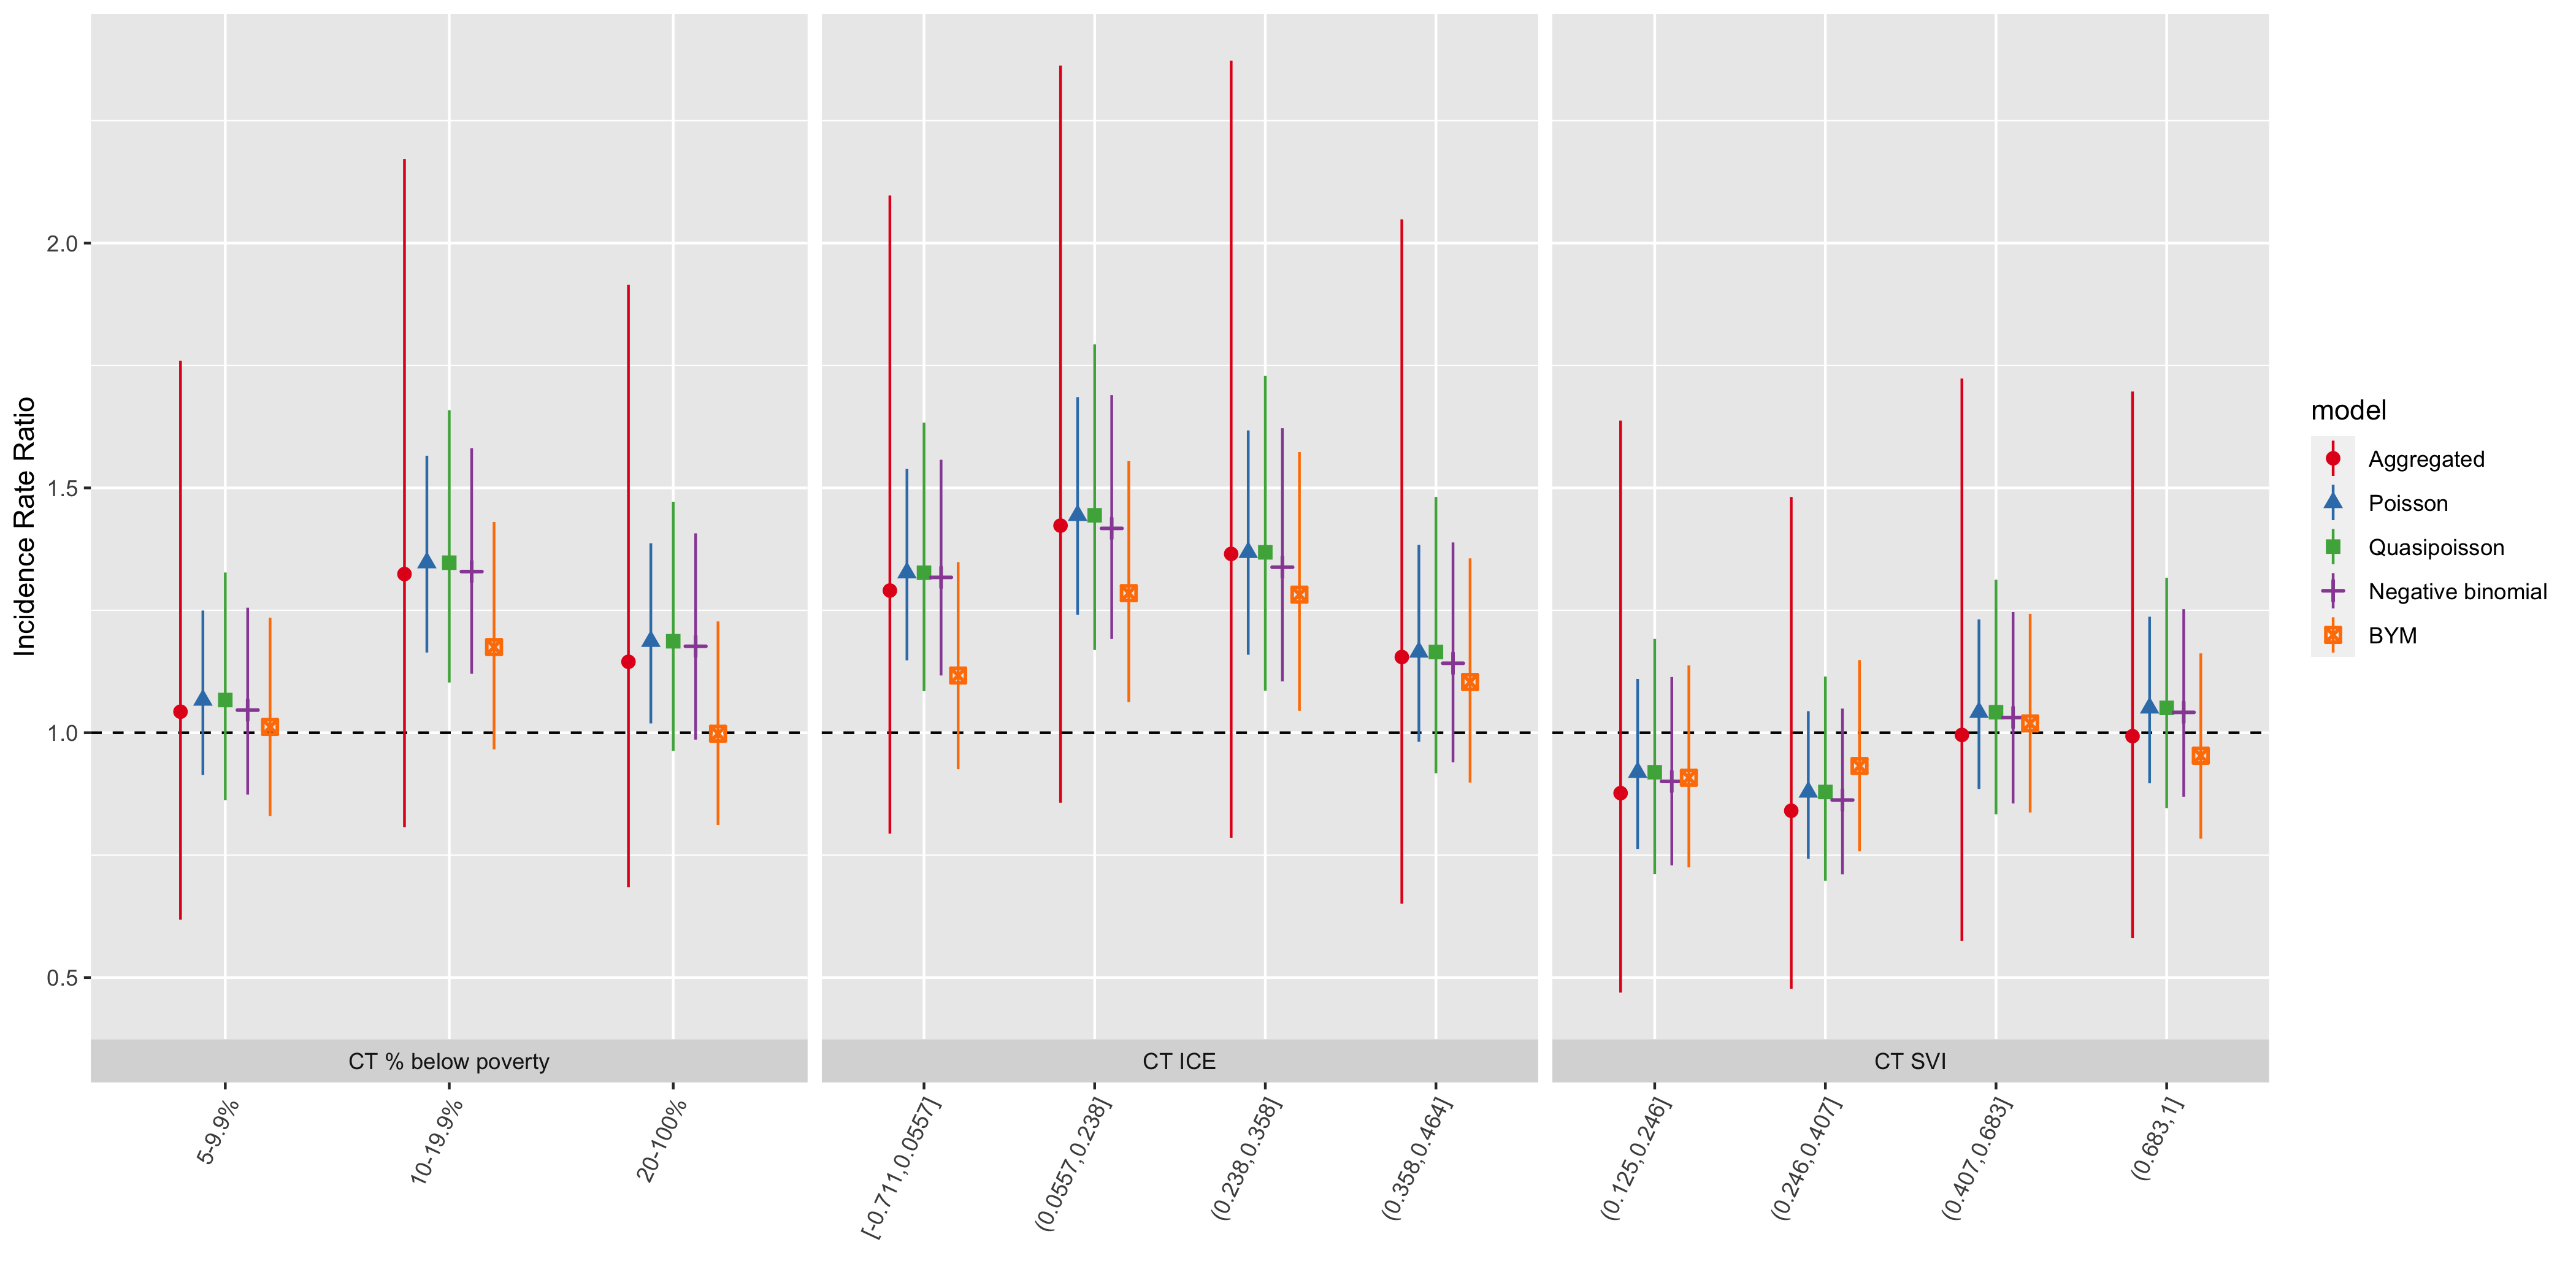 Incidence Rate Ratio
2.0
1.5
1.0
0.5
CT % below poverty
CT ICE
CT SVI
5-9.9%
10-19.9%
20-100%
[-0.711,0.0557]
(0.0557,0.238]
(0.238,0.358]
(0.358,0.464]
(0.125,0.246]
(0.246,0.407]
(0.407,0.683]
(0.683,1]
model
Aggregated
Poisson
Quasipoisson
Negative binomial
BYM